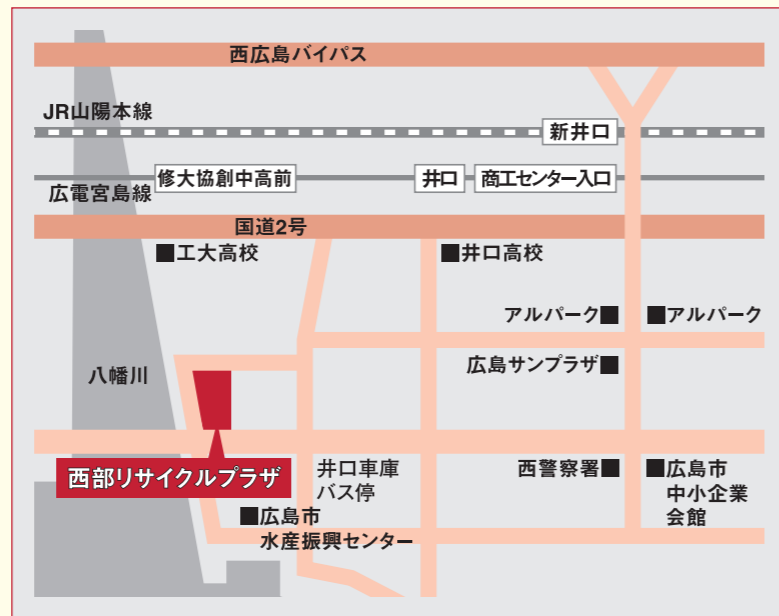 西広島バイパス
JR山陽本線
新井口
修大協創中高前
井口
商工センター入口
広電宮島線
国道2号
■工大高校
■井口高校
アルパーク■
■アルパーク
広島サンプラザ■
八幡川
西部リサイクルプラザ
井口車庫
バス停
西警察署■
■広島市
中小企業
会館
■広島市
水産振興センター